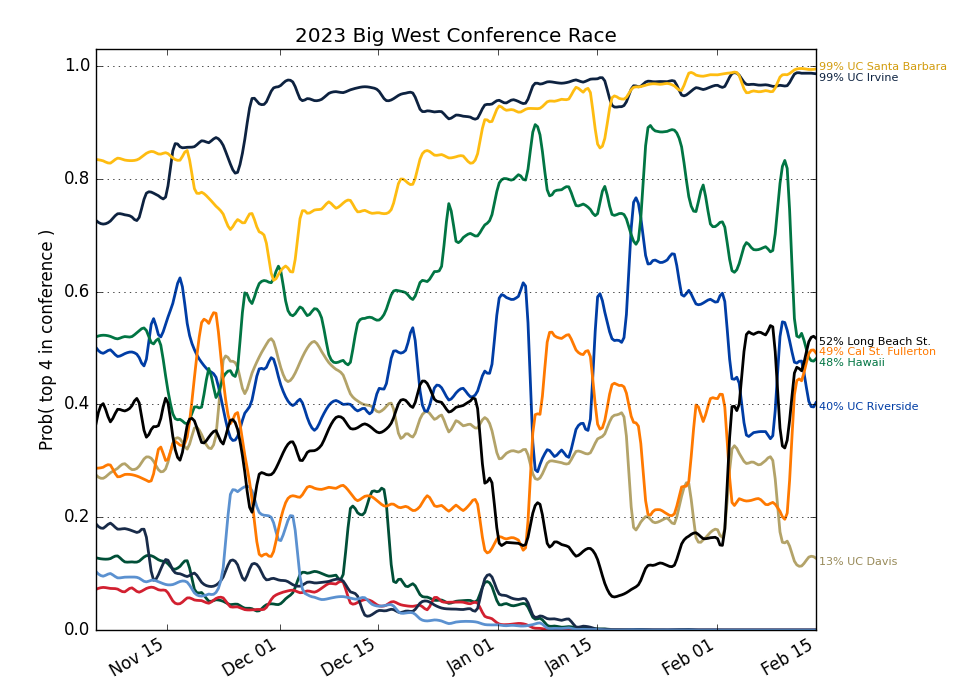 2023 Big West Conference Race
Prob( top 4 in conference )
1.0
0.8
0.6
0.4
0.2
0.0
Nov 15
Dec 01
Dec 15
Jan 01
Jan 15
Feb 01
Feb 15
99% UC Santa Barbara
99% UC Irvine
52% Long Beach St.
49% Cal St. Fullerton
48% Hawaii
40% UC Riverside
13% UC Davis